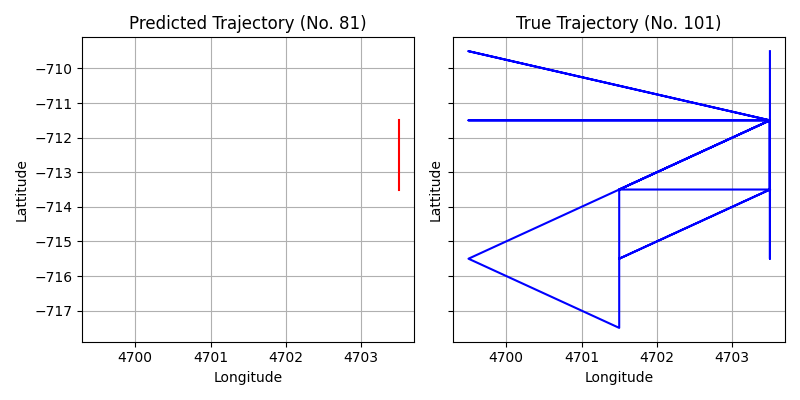 Predicted Trajectory (No. 81)
True Trajectory (No. 101)
Lattitude
−710
−711
−712
−713
−714
−715
−716
−717
4700 4701 4702 4703
Longitude
Lattitude
4700 4701 4702 4703
Longitude